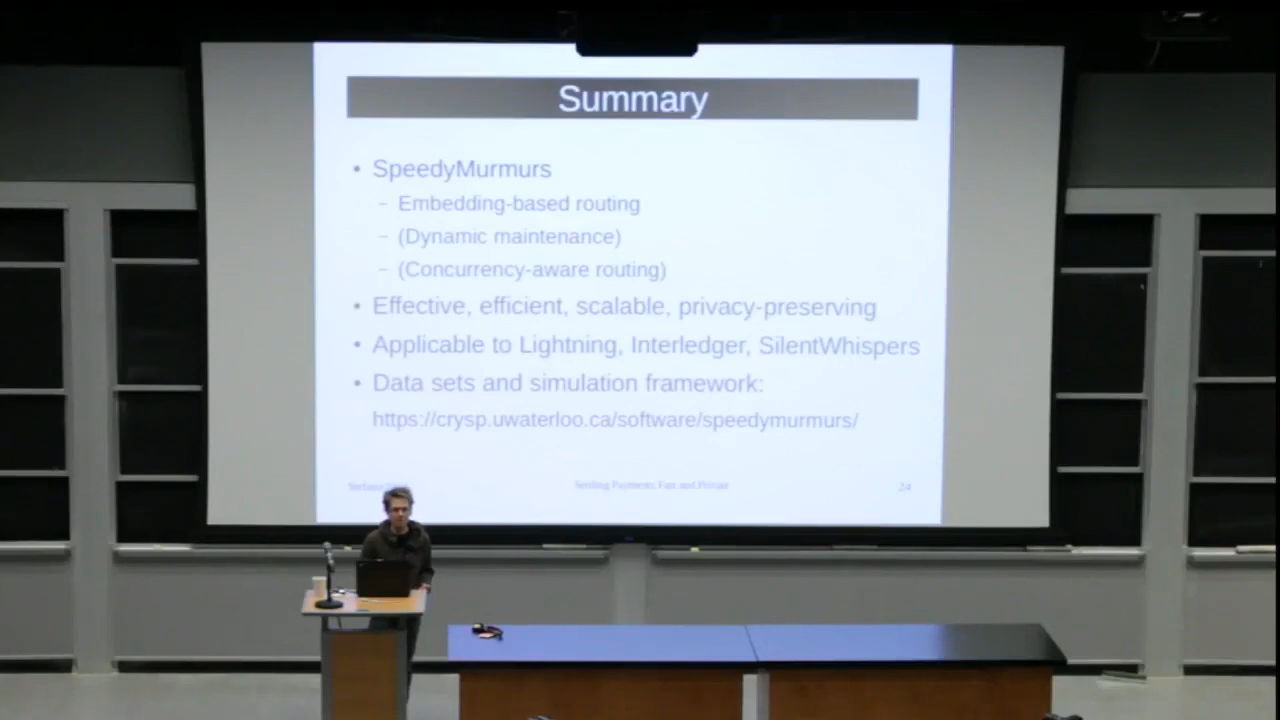 Summary
• SpeedyMurmurs
– Embedding-based routing
– (Dynamic maintenance)
– (Concurrency-aware routing)
• Effective, efficient, scalable, privacy-preserving
• Applicable to Lightning, Interledger, SilentWhispers
• Data sets and simulation framework:
https://crysp.uwaterloo.ca/software/speedymurmurs/
Settling Payments Fast and Private
24